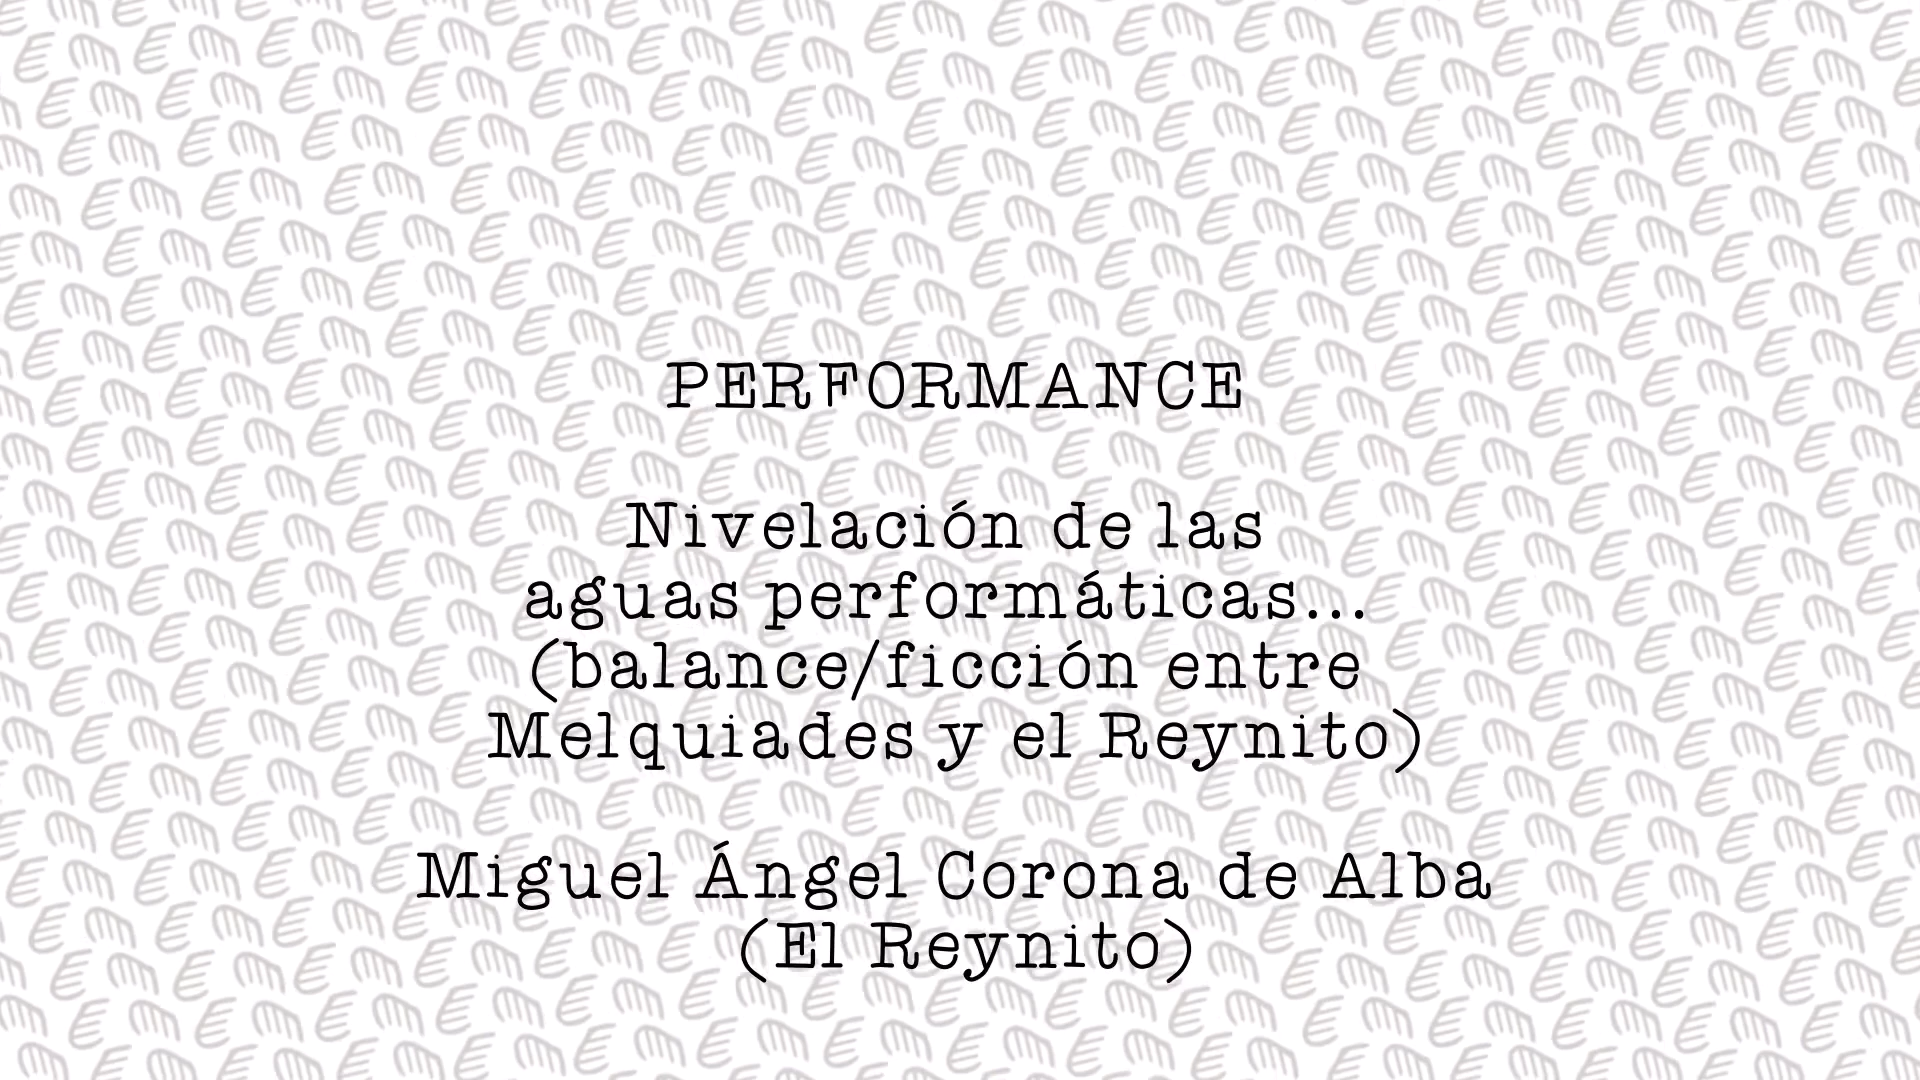 PERFORMANCE
Nivelación de las
aguas performáticas...
(balance/ficción entre
Melquiades y el Reynito)
Miguel Ángel Corona de Alba
(El Reynito)